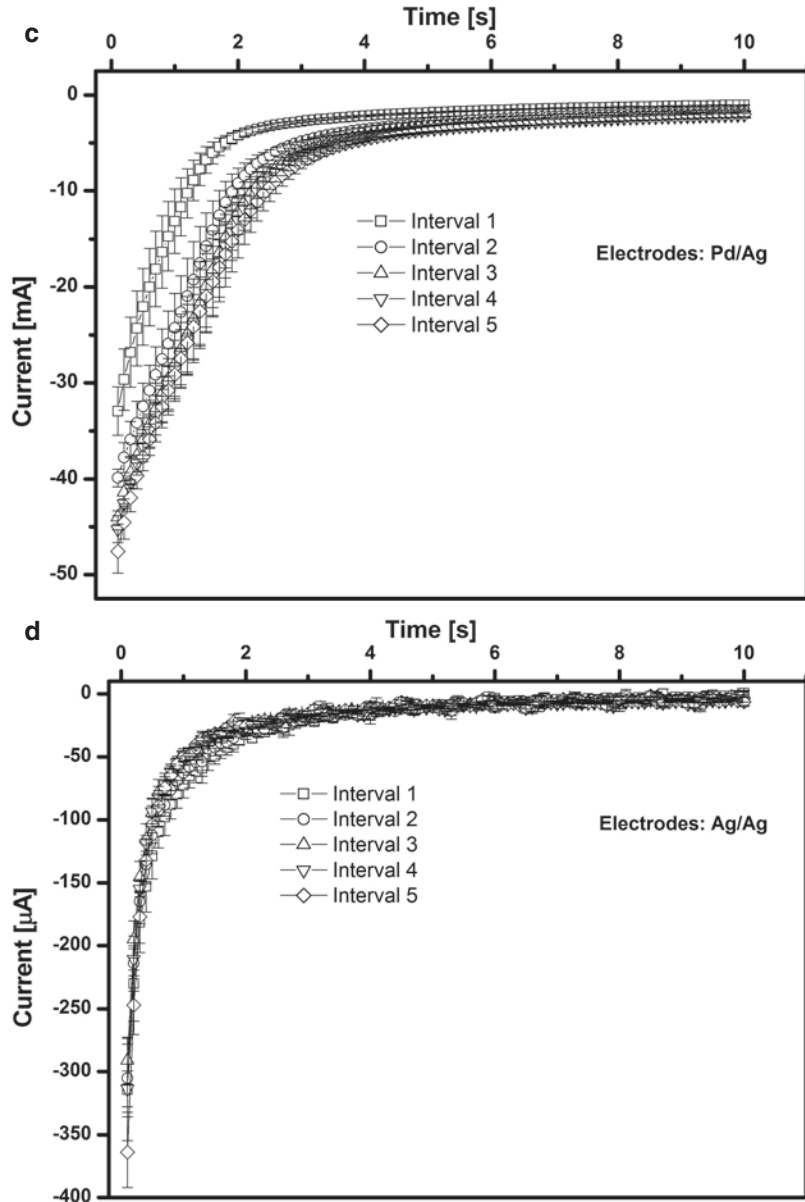 c
Time [s]
0 2 4 6 8 10
0
-10
-20
-30
-40
-50
Current [mA]
Interval 1
Interval 2
Interval 3
Interval 4
Interval 5
Electrodes: Pd/Ag
d
Time [s]
0 2 4 6 8 10
0
-50
-100
-150
-200
-250
-300
-350
-400
Current [μA]
Interval 1
Interval 2
Interval 3
Interval 4
Interval 5
Electrodes: Ag/Ag